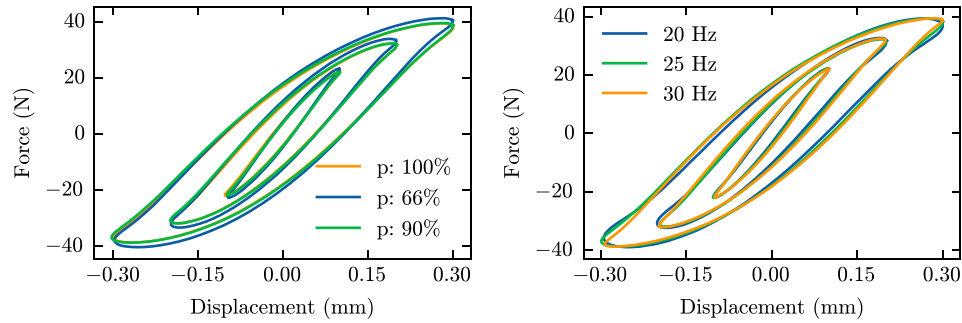 40
20
0
−20
−40
Force (N)
p: 100%
p: 66%
p: 90%
−0.30 −0.15 0.00 0.15 0.30
Displacement (mm)
40
20
0
−20
−40
Force (N)
20 Hz
25 Hz
30 Hz
−0.30 −0.15 0.00 0.15 0.30
Displacement (mm)